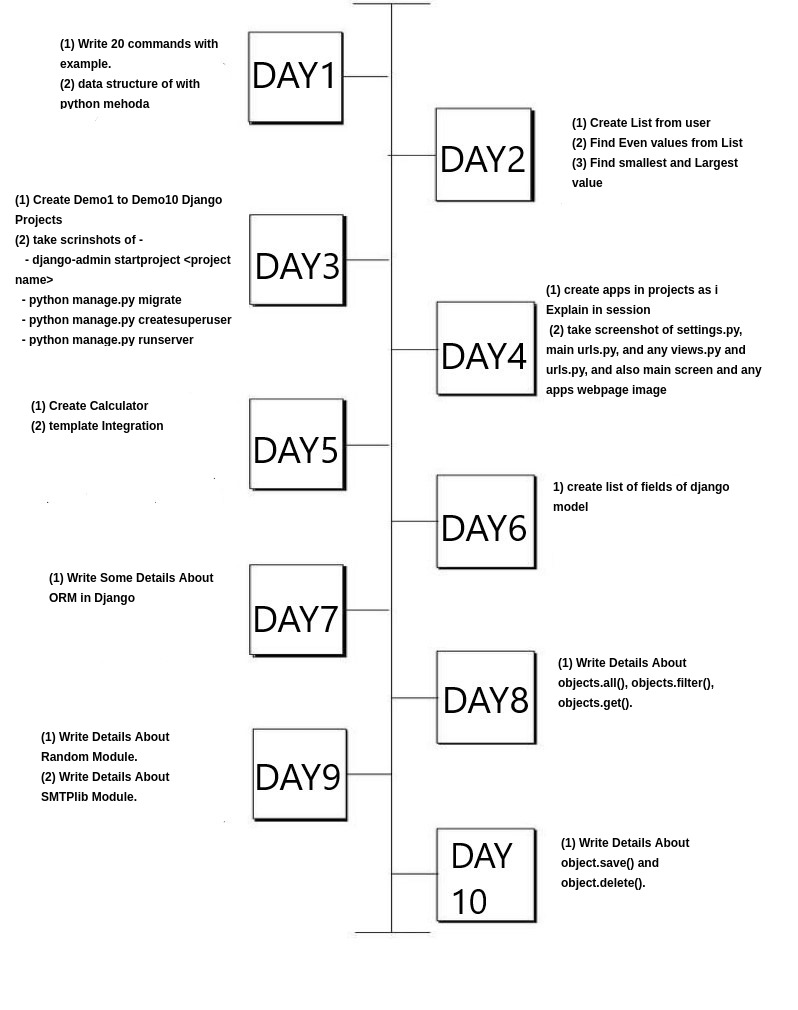 (1) Write 20 commands with
example.
(2) data structure of with
python mehoda
DAY1
DAY2
(1) Create List from user
(2) Find Even values from List
(3) Find smallest and Largest
value
(1) Create Demo1 to Demo10 Django
Projects
(2) take scrinshots of -
- django-admin startproject <project
name>
- python manage.py migrate
- python manage.py createsuperuser
- python manage.py runserver
DAY3
DAY4
(1) create apps in projects as i
Explain in session
(2) take screenshot of settings.py,
main urls.py, and any views.py and
urls.py, and also main screen and any
apps webpage image
(1) Create Calculator
(2) template Integration
DAY5
DAY6
1) create list of fields of django
model
(1) Write Some Details About
ORM in Django
DAY7
DAY8
(1) Write Details About
objects.all(), objects.filter(),
objects.get().
(1) Write Details About
Random Module.
(2) Write Details About
SMTPlib Module.
DAY9
DAY
10
(1) Write Details About
object.save() and
object.delete().